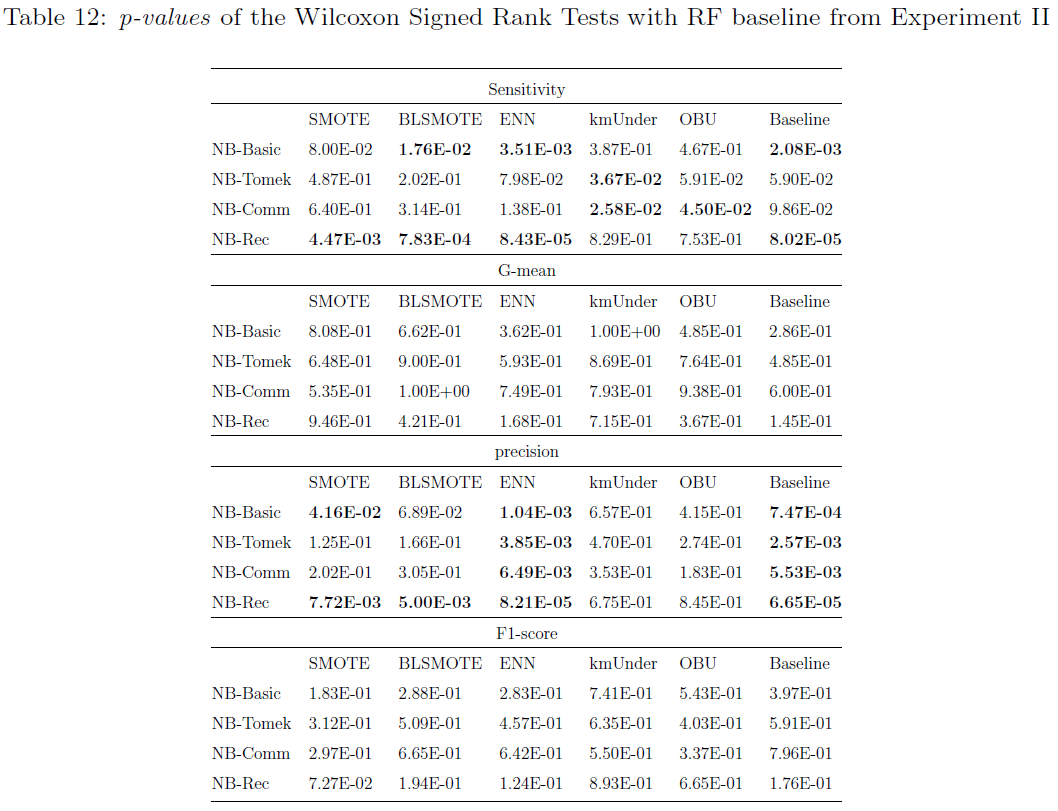 Table 12: p-values of the Wilcoxon Signed Rank Tests with RF baseline from Experiment II
Sensitivity
SMOTE BLSMOTE ENN kmUnder OBU Baseline
NB-Basic 8.00E-02 1.76E-02 3.51E-03 3.87E-01 4.67E-01 2.08E-03
NB-Tomek 4.87E-01 2.02E-01 7.98E-02 3.67E-02 5.91E-02 5.90E-02
NB-Comm 6.40E-01 3.14E-01 1.38E-01 2.58E-02 4.50E-02 9.86E-02
NB-Rec 4.47E-03 7.83E-04 8.43E-05 8.29E-01 7.53E-01 8.02E-05
G-mean
SMOTE BLSMOTE ENN kmUnder OBU Baseline
NB-Basic 8.08E-01 6.62E-01 3.62E-01 1.00E+00 4.85E-01 2.86E-01
NB-Tomek 6.48E-01 9.00E-01 5.93E-01 8.69E-01 7.64E-01 4.85E-01
NB-Comm 5.35E-01 1.00E+00 7.49E-01 7.93E-01 9.38E-01 6.00E-01
NB-Rec 9.46E-01 4.21E-01 1.68E-01 7.15E-01 3.67E-01 1.45E-01
precision
SMOTE BLSMOTE ENN kmUnder OBU Baseline
NB-Basic 4.16E-02 6.89E-02 1.04E-03 6.57E-01 4.15E-01 7.47E-04
NB-Tomek 1.25E-01 1.66E-01 3.85E-03 4.70E-01 2.74E-01 2.57E-03
NB-Comm 2.02E-01 3.05E-01 6.49E-03 3.53E-01 1.83E-01 5.53E-03
NB-Rec 7.72E-03 5.00E-03 8.21E-05 6.75E-01 8.45E-01 6.65E-05
F1-score
SMOTE BLSMOTE ENN kmUnder OBU Baseline
NB-Basic 1.83E-01 2.88E-01 2.83E-01 7.41E-01 5.43E-01 3.97E-01
NB-Tomek 3.12E-01 5.09E-01 4.57E-01 6.35E-01 4.03E-01 5.91E-01
NB-Comm 2.97E-01 6.65E-01 6.42E-01 5.50E-01 3.37E-01 7.96E-01
NB-Rec 7.27E-02 1.94E-01 1.24E-01 8.93E-01 6.65E-01 1.76E-01